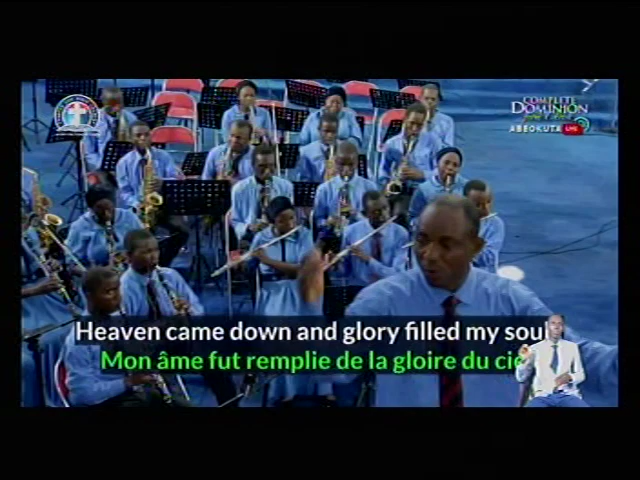 COMPLETE
DOMINION
ABEOKUTA LIVE
Heaven came down and glory filled my soul
Mon âme fut remplie de la gloire du cie